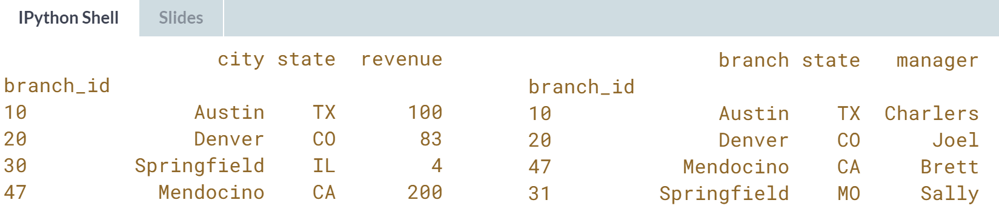 IPython Shell Slides
city state revenue
branch_id
10 Austin TX 100
20 Denver CO 83
30 Springfield IL 4
47 Mendocino CA 200
branch state manager
branch_id
10 Austin TX Charlers
20 Denver CO Joel
47 Mendocino CA Brett
31 Springfield MO Sally